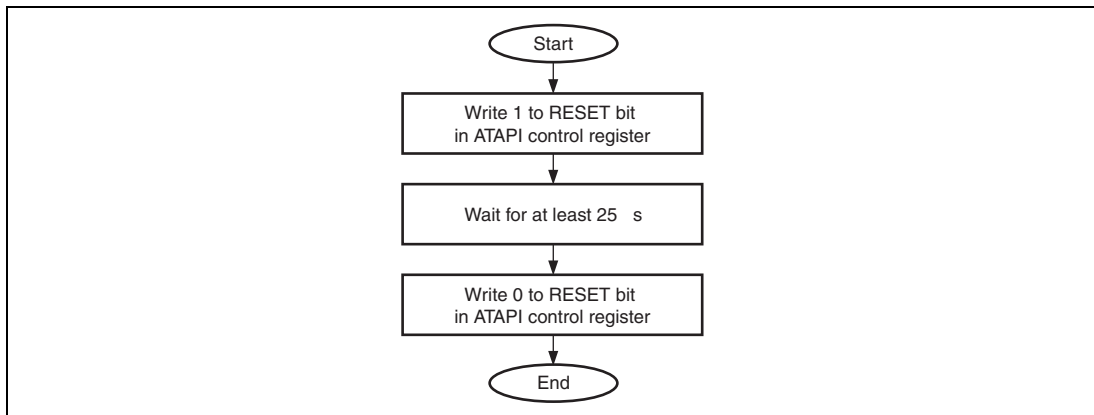 Start
Write 1 to RESET bit
in ATAPI control register
Wait for at least 25 s
Write 0 to RESET bit
in ATAPI control register
End